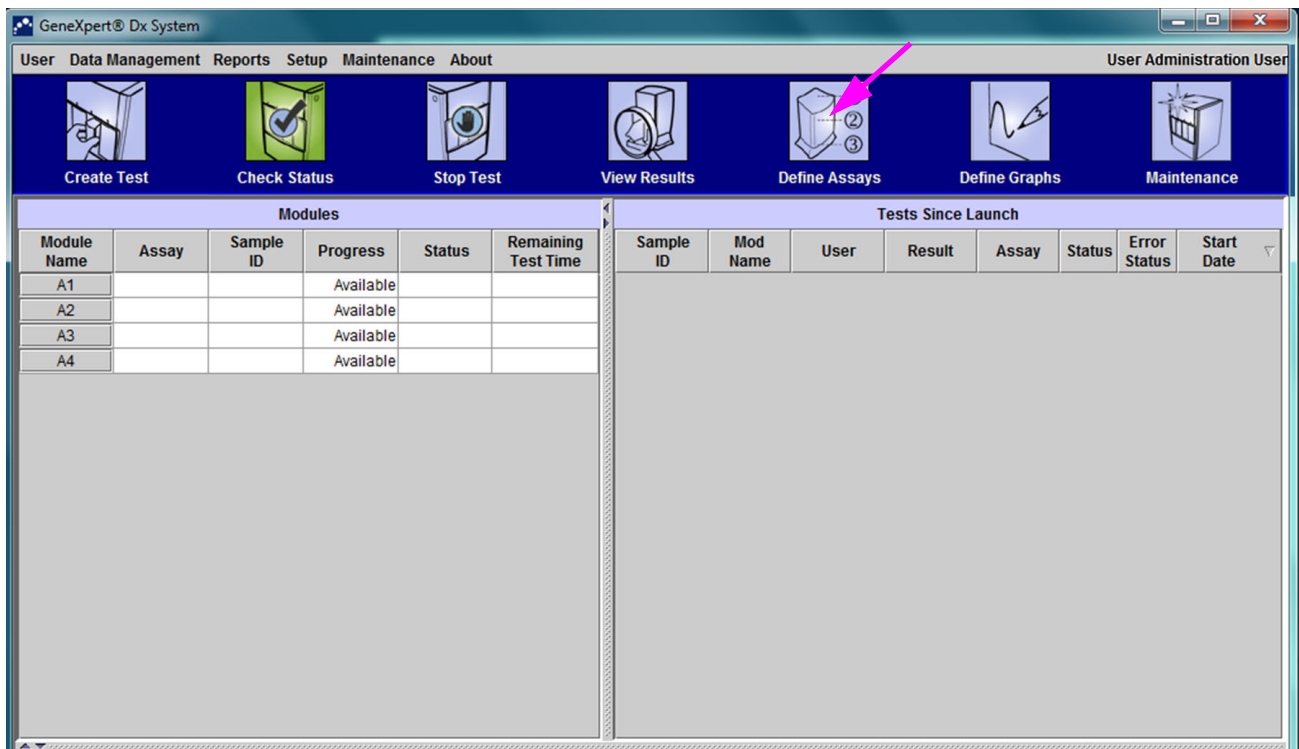 GeneXpert® Dx System
User Data Management Reports Setup Maintenance About User Administration User
② ③
Create Test Check Status Stop Test View Results Define Assays Define Graphs Maintenance
Modules
Module Name Assay Sample ID Progress Status Remaining Test Time
A1 Available
A2 Available
A3 Available
A4 Available
Tests Since Launch
Sample ID Mod Name User Result Assay Status Error Status Start Date